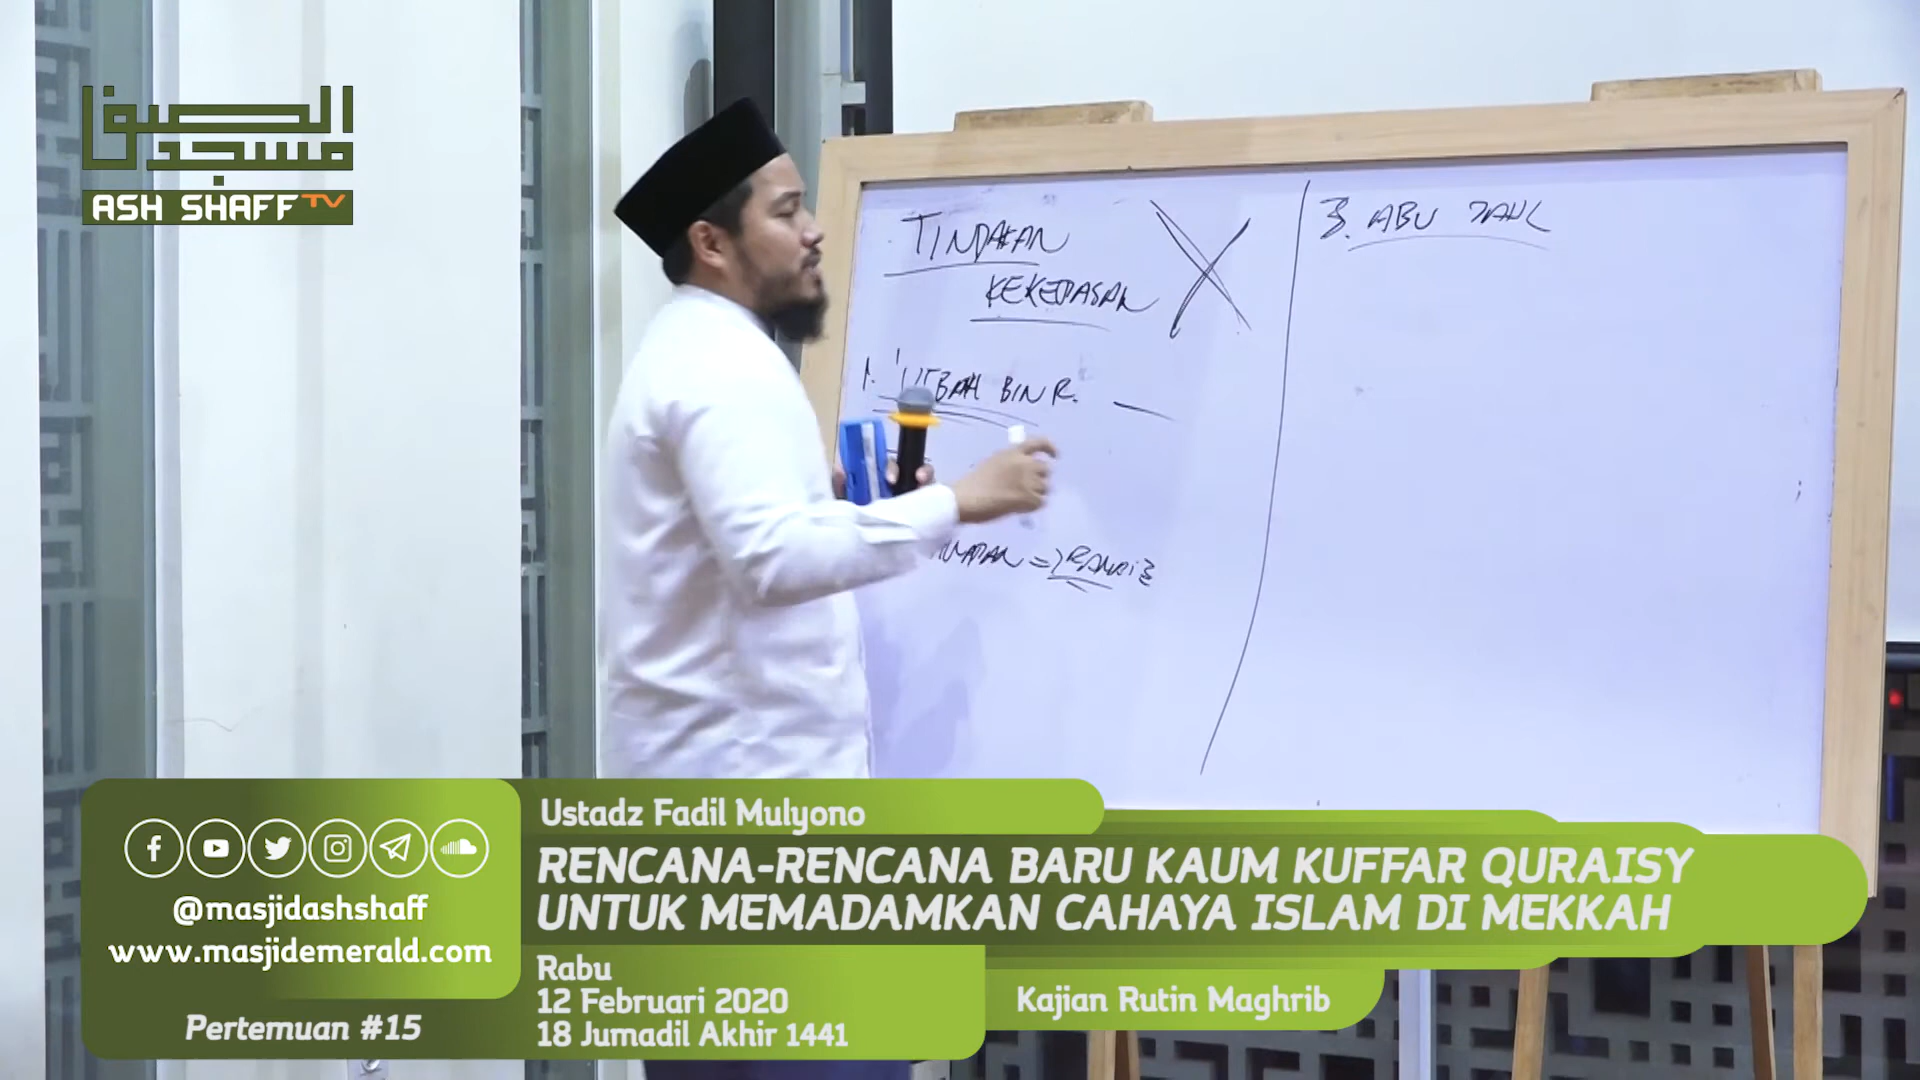 الصف
مسجد
ASH SHAFF TV
TINDAKAN
KEKERASAN
1. 'UTBAH BIN R.
3. ABU JAHL
Ustadz Fadil Mulyono
RENCANA-RENCANA BARU KAUM KUFFAR QURAISY
UNTUK MEMADAMKAN CAHAYA ISLAM DI MEKKAH
@masjidashshaff
www.masjidemerald.com
Pertemuan #15
Rabu
12 Februari 2020
18 Jumadil Akhir 1441
Kajian Rutin Maghrib